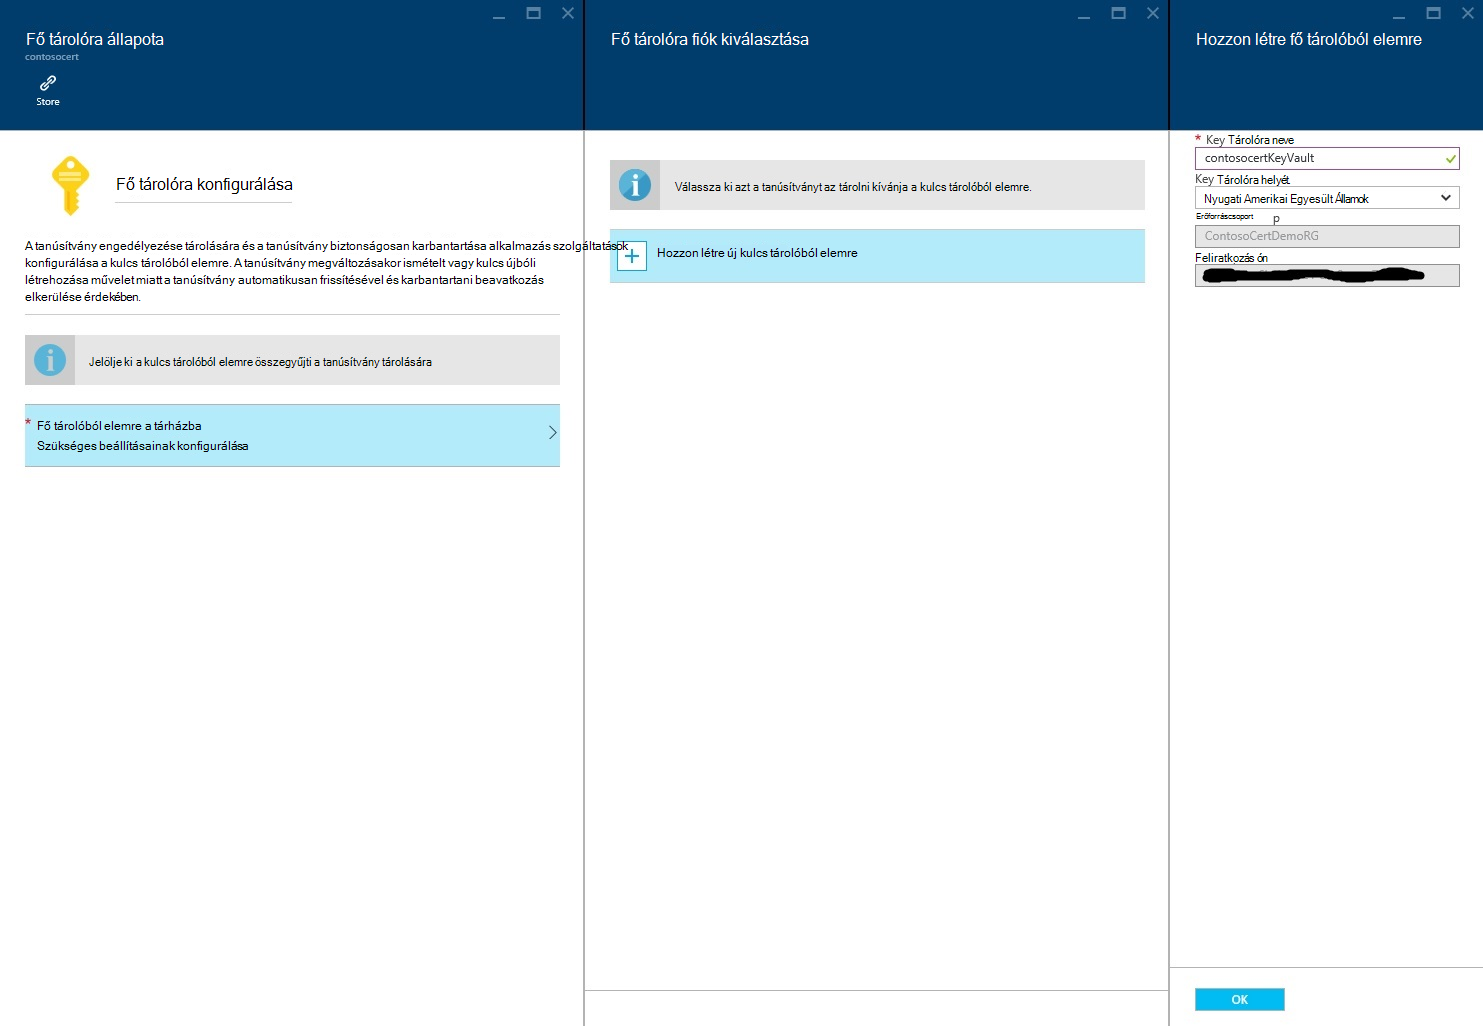 Fő tárolóra állapota
contosocert
Store
Fő tárolóra konfigurálása
A tanúsítvány engedélyezése tárolására és a tanúsítvány biztonságosan karbantartása alkalmazás szolgáltatások
konfigurálása a kulcs tárolóból elemre. A tanúsítvány megváltozásakor ismételt vagy kulcs újbóli
létrehozása művelet miatt a tanúsítvány automatikusan frissítésével és karbantartani beavatkozás
elkerülése érdekében.
Jelölje ki a kulcs tárolóból elemre összegyűjti a tanúsítvány tárolására
* Fő tárolóból elemre a tárházba
Szükséges beállításainak konfigurálása
Fő tárolóra fiók kiválasztása
Válassza ki azt a tanúsítványt az tárolni kívánja a kulcs tárolóból elemre.
Hozzon létre új kulcs tárolóból elemre
Hozzon létre fő tárolóból elemre
* Key Tárolóra neve
contosocertKeyVault
Key Tárolóra helyét
Nyugati Amerikai Egyesült Államok
Erőforráscsoport p
ContosoCertDemoRG
Feliratkozás ón
OK